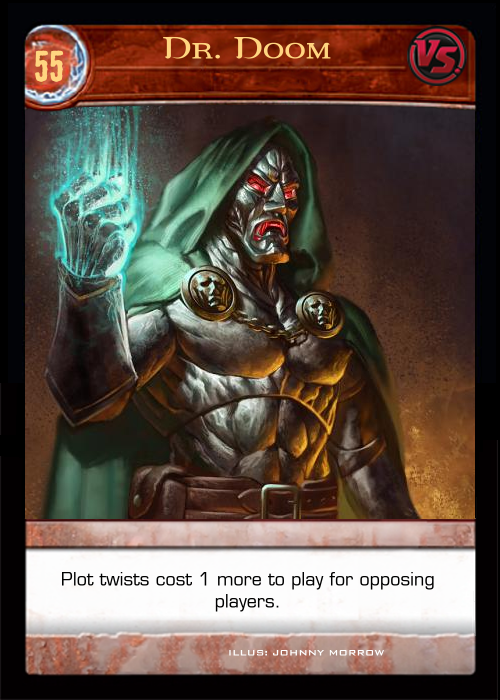 55
Dr. Doom
VS.
Plot twists cost 1 more to play for opposing
players.
ILLUS: JOHNNY MORROW